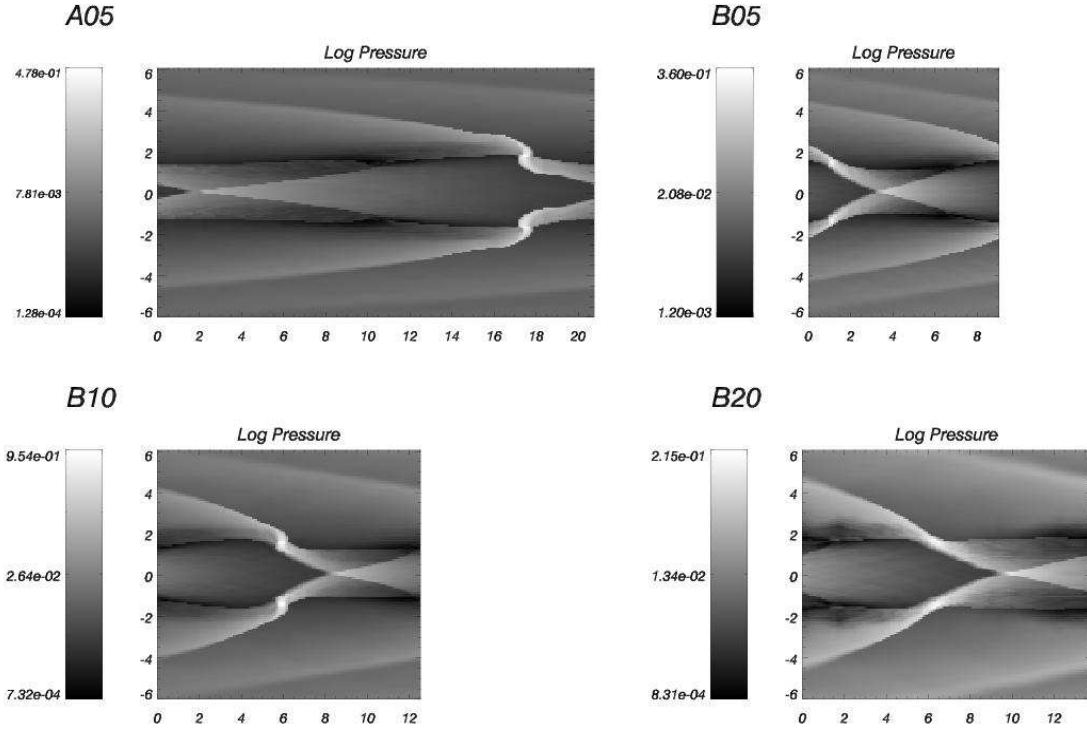 A05
Log Pressure
4.78e-01
7.81e-03
1.28e-04
6
4
2
0
-2
-4
-6
0 2 4 6 8 10 12 14 16 18 20
B05
Log Pressure
3.60e-01
2.08e-02
1.20e-03
6
4
2
0
-2
-4
-6
0 2 4 6 8
B10
Log Pressure
9.54e-01
2.64e-02
7.32e-04
6
4
2
0
-2
-4
-6
0 2 4 6 8 10 12
B20
Log Pressure
2.15e-01
1.34e-02
8.31e-04
6
4
2
0
-2
-4
-6
0 2 4 6 8 10 12